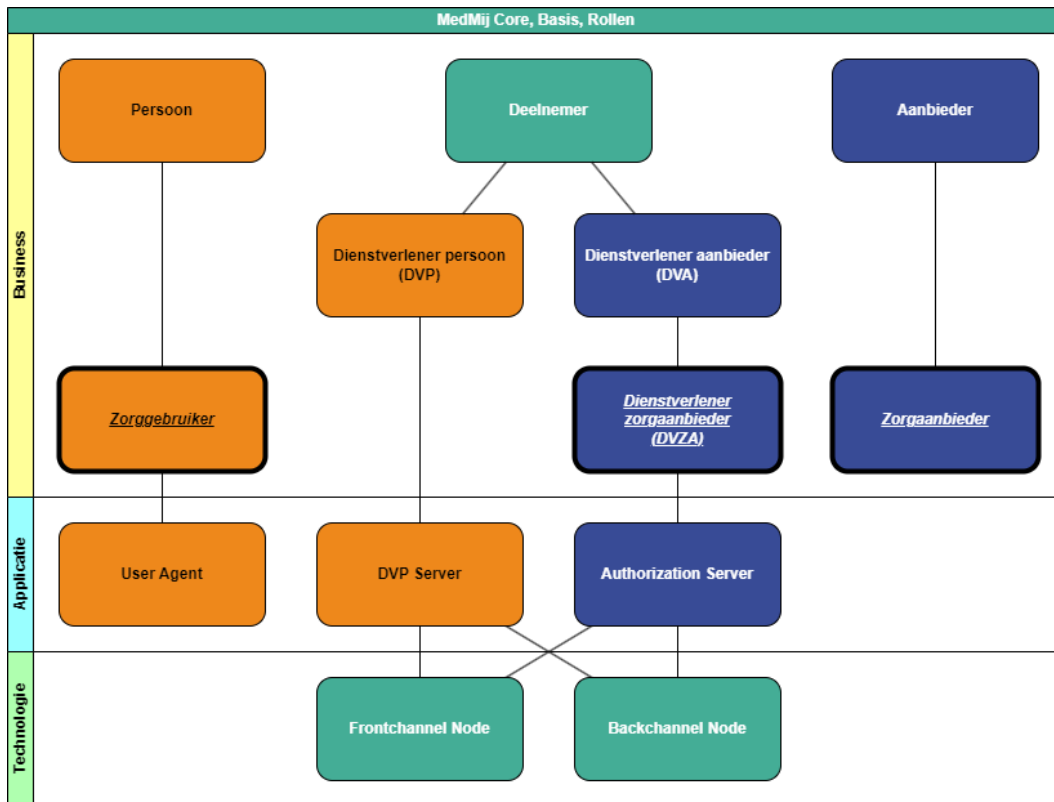 MedMij Core, Basis, Rollen
Business
Persoon
Deelnemer
Aanbieder
Dienstverlener persoon
(DVP)
Dienstverlener aanbieder
(DVA)
Zorggebruiker
Dienstverlener
zorgaanbieder
(DVZA)
Zorgaanbieder
Applicatie
User Agent
DVP Server
Authorization Server
Technologie
Frontchannel Node
Backchannel Node